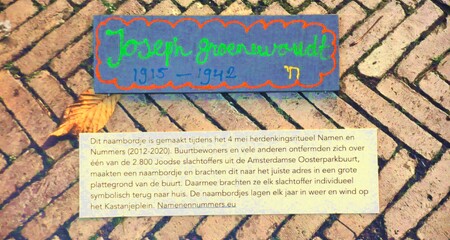 Joseph groenewoudt
1915 - 1942
Dit naambordje is gemaakt tijdens het 4 mei herdenkingsritueel Namen en
Nummers (2012-2020). Buurtbewoners en vele anderen ontfermden zich over
één van de 2.800 Joodse slachtoffers uit de Amsterdamse Oosterparkbuurt,
maakten een naambordje en brachten dit naar het juiste adres in een grote
plattegrond van de buurt. Daarmee brachten ze elk slachtoffer individueel
symbolisch terug naar huis. De naambordjes lagen elk jaar in weer en wind op
het Kastanjeplein. Namenennummers.eu